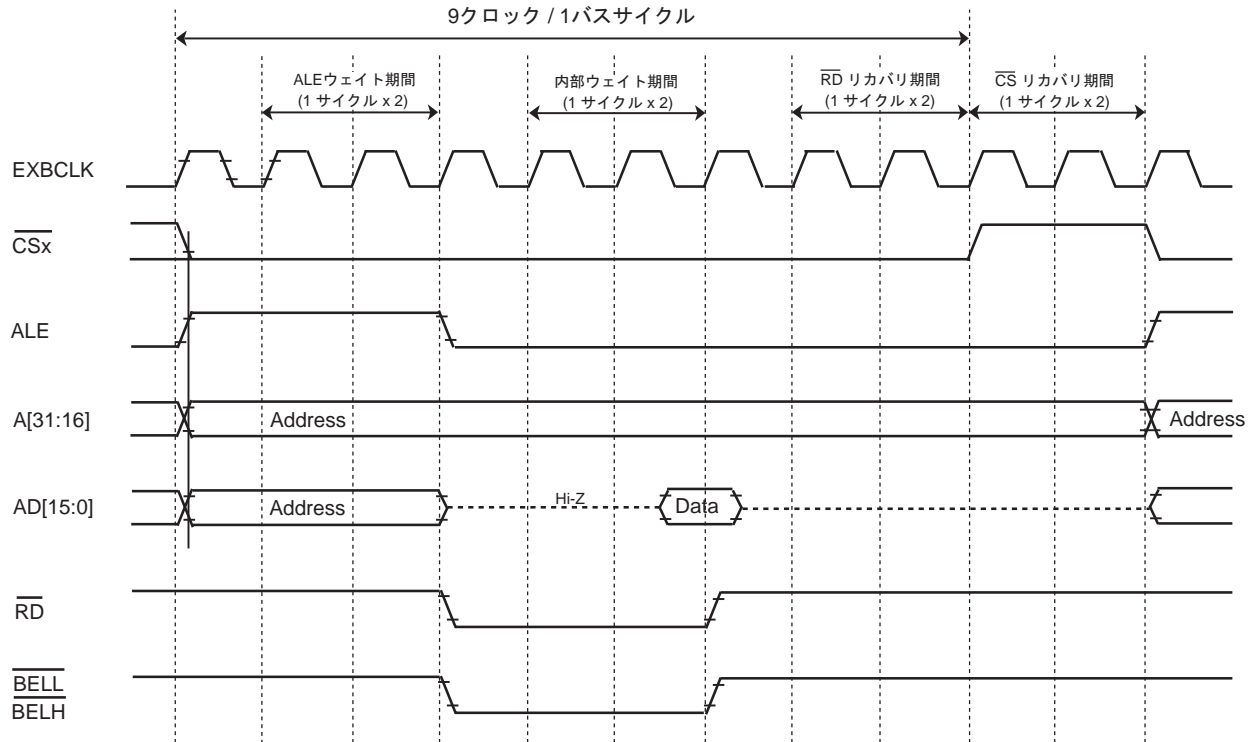 9クロック / 1バスサイクル
ALEウェイト期間
(1 サイクル x 2)
内部ウェイト期間
(1 サイクル x 2)
RD リカバリ期間
(1 サイクル x 2)
CS リカバリ期間
(1 サイクル x 2)
EXBCLK
CSx
ALE
A[31:16]
Address
Address
AD[15:0]
Address
Hi-Z
Data
RD
BELL
BELH